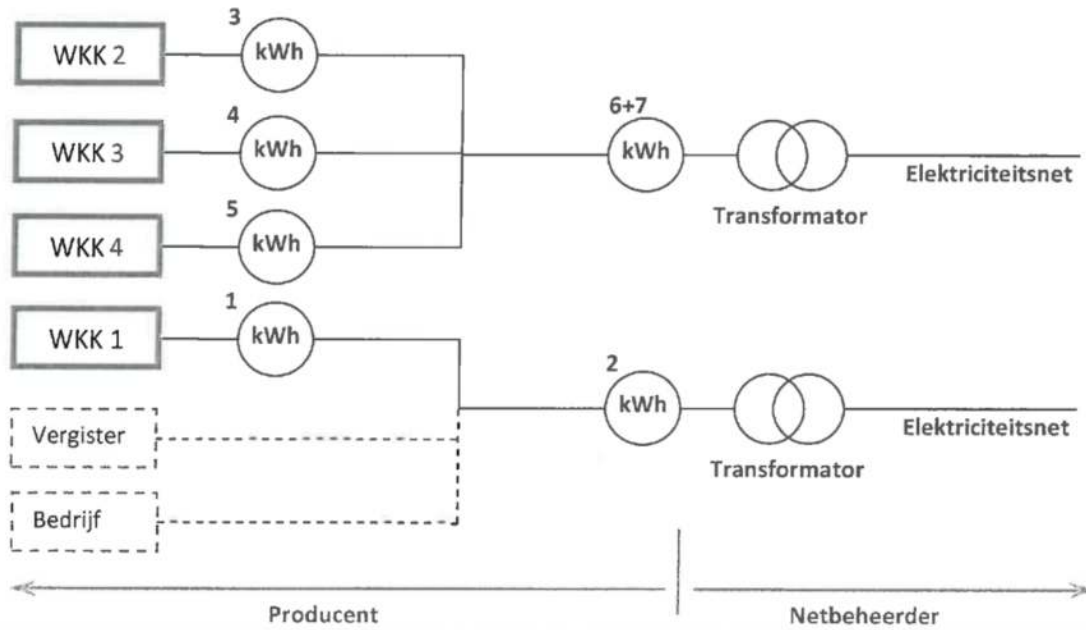 3
WKK 2
kWh
4
6+7
WKK 3
kWh
kWh
Elektriciteitsnet
5
Transformator
WKK 4
kWh
1
WKK 1
kWh
2
kWh
Vergister
Elektriciteitsnet
Transformator
Bedrijf
Producent
Netbeheerder